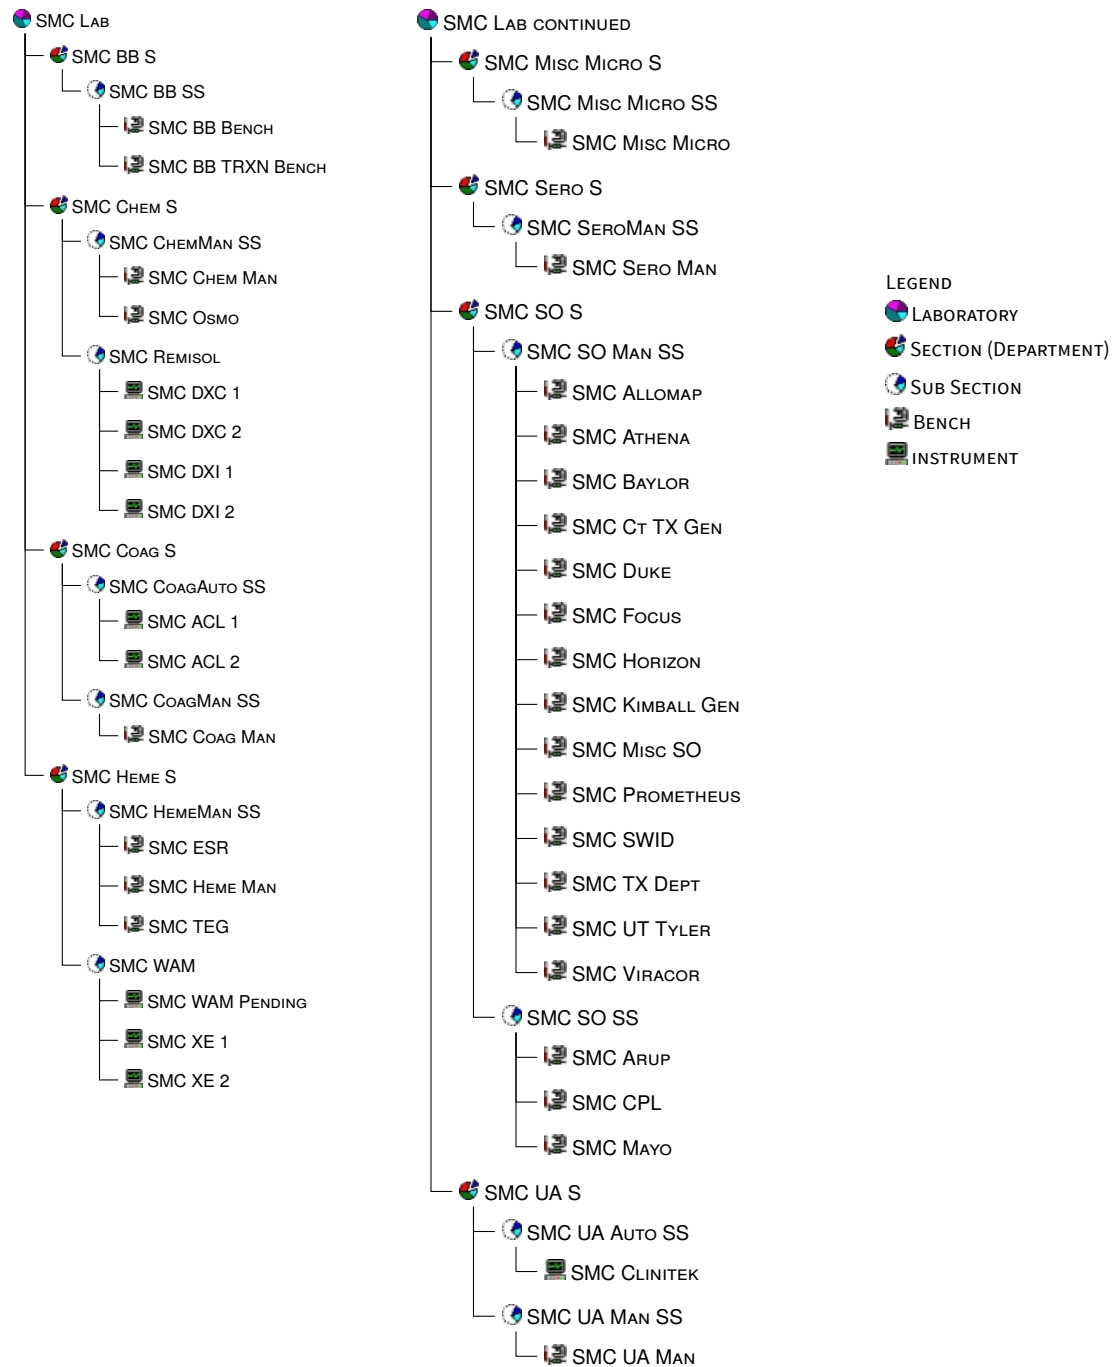 SMC Lab
SMC BB S
SMC BB SS
SMC BB Bench
SMC BB TRXN Bench
SMC Chem S
SMC ChemMan SS
SMC Chem Man
SMC Osmo
SMC Remisol
SMC DXC 1
SMC DXC 2
SMC DXI 1
SMC DXI 2
SMC Coag S
SMC CoagAuto SS
SMC ACL 1
SMC ACL 2
SMC CoagMan SS
SMC Coag Man
SMC Heme S
SMC HemeMan SS
SMC ESR
SMC Heme Man
SMC TEG
SMC WAM
SMC WAM Pending
SMC XE 1
SMC XE 2
SMC Lab continued
SMC Misc Micro S
SMC Misc Micro SS
SMC Misc Micro
SMC Sero S
SMC SeroMan SS
SMC Sero Man
SMC SO S
SMC SO Man SS
SMC Allomap
SMC Athena
SMC Baylor
SMC Ct TX Gen
SMC Duke
SMC Focus
SMC Horizon
SMC Kimball Gen
SMC Misc SO
SMC Prometheus
SMC SWID
SMC TX Dept
SMC UT Tyler
SMC Viracor
SMC SO SS
SMC Arup
SMC CPL
SMC Mayo
SMC UA S
SMC UA Auto SS
SMC Clinitek
SMC UA Man SS
SMC UA Man
Legend
Laboratory
Section (Department)
Sub Section
Bench
instrument